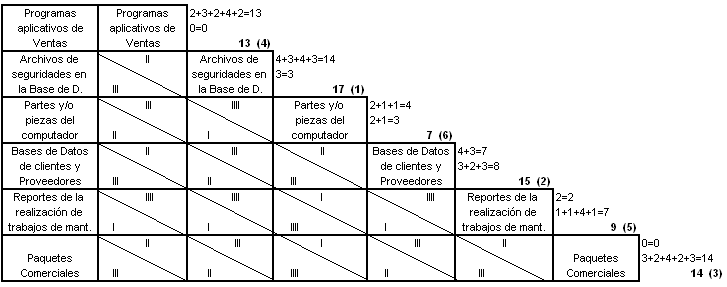 Programas Programas 2+3+2+4+2=13
aplicativos de aplicativos de 0=0
Ventas Ventas 13 (4)
Archivos de II Archivos de 4+3+4+3=14
seguridades en seguridades en 3=3
la Base de D. III la Base de D. 17 (1)
Partes y/o III IIII Partes y/o 2+1+1=4
piezas del piezas del 2+1=3
computador II I computador 7 (6)
Bases de Datos II III II Bases de Datos 4+3=7
de clientes y de clientes y 3+2+3=8
Proveedores III II III Proveedores 15 (2)
Reportes de la IIII IIII I IIII Reportes de la 2=2
realización de realización de 1+1+4+1=7
trabajos de mant. I I IIII I trabajos de mant. 9 (5)
II III I III II 0=0
Paquetes Paquetes 3+2+4+2+3=14
Comerciales III II IIII II III Comerciales 14 (3)